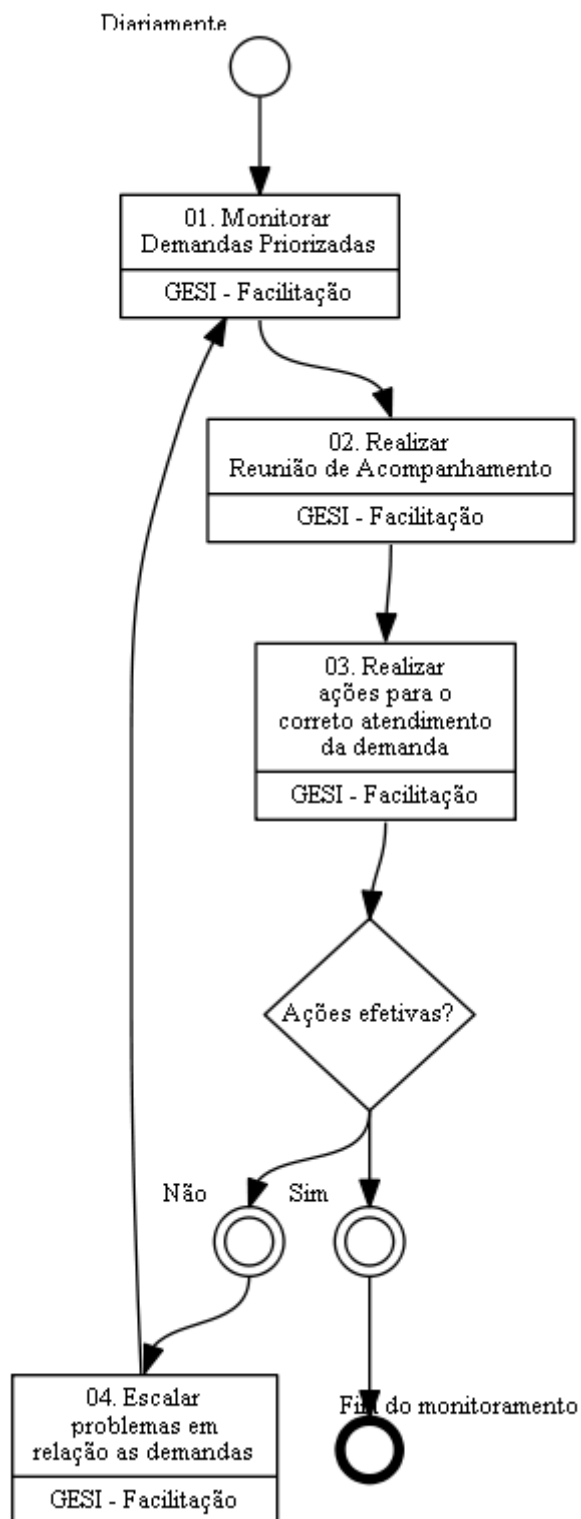 Diariamente
01. Monitorar
Demandas Priorizadas
GESI - Facilitação
02. Realizar
Reunião de Acompanhamento
GESI - Facilitação
03. Realizar
ações para o
correto atendimento
da demanda
GESI - Facilitação
Ações efetivas?
Não
Sim
Fim do monitoramento
04. Escalar
problemas em
relação as demandas
GESI - Facilitação